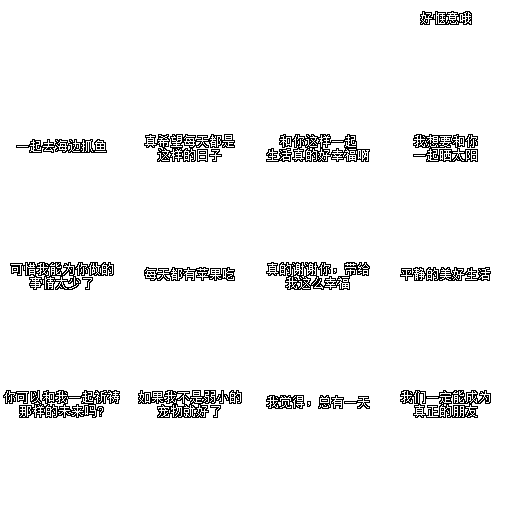 好惬意哦
一起去海边抓鱼
真希望每天都是
这样的日子
和你这样一起
生活真的好幸福啊
我想要和你
一起晒太阳
可惜我能为你做的
事情太少了
每天都有苹果吃
真的谢谢你，带给
我这么幸福
平静的美好生活
你可以和我一起祈祷
那样的未来吗？
如果我不是弱小的
宠物就好了
我觉得，总有一天
我们一定能成为
真正的朋友